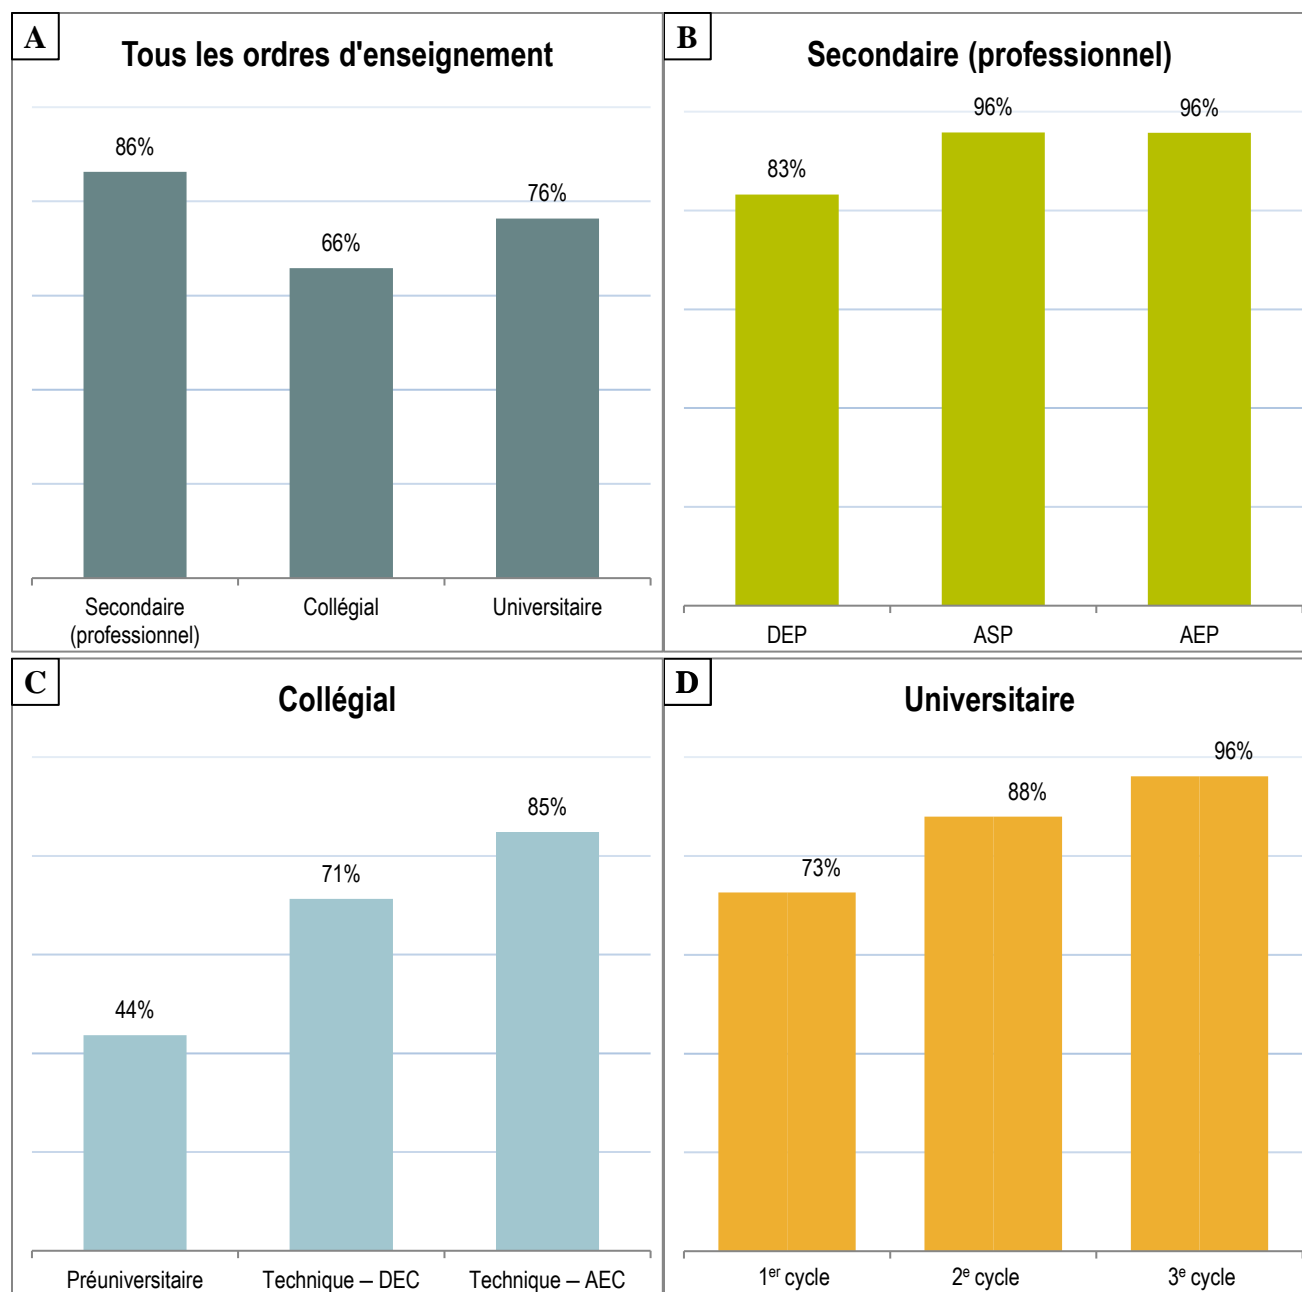 A
Tous les ordres d'enseignement
86%
66%
76%
Secondaire
(professionnel)
Collégial
Universitaire
B
Secondaire (professionnel)
83%
96%
96%
DEP
ASP
AEP
C
Collégial
44%
71%
85%
Préuniversitaire
Technique – DEC
Technique – AEC
D
Universitaire
73%
88%
96%
1er cycle
2e cycle
3e cycle